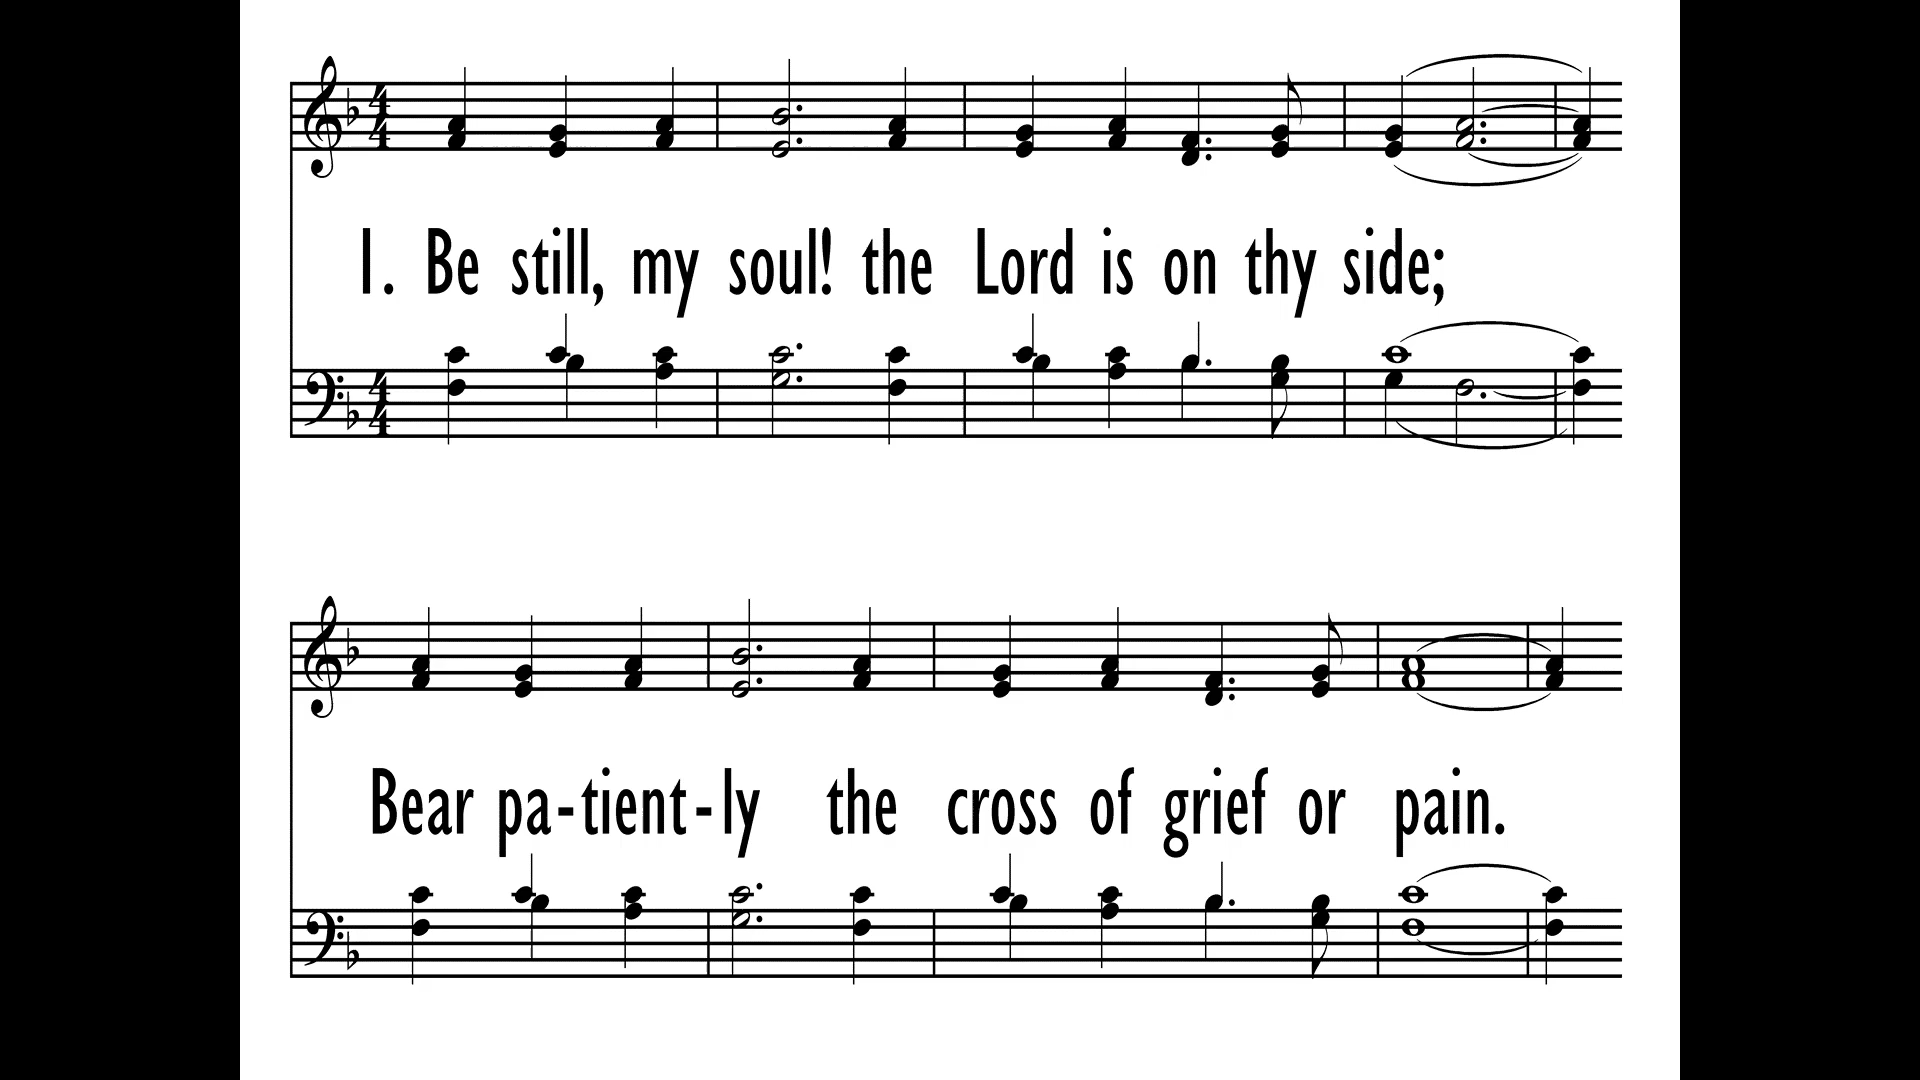 1. Be still, my soul! the Lord is on thy side;
Bear pa-tient-ly the cross of grief or pain.